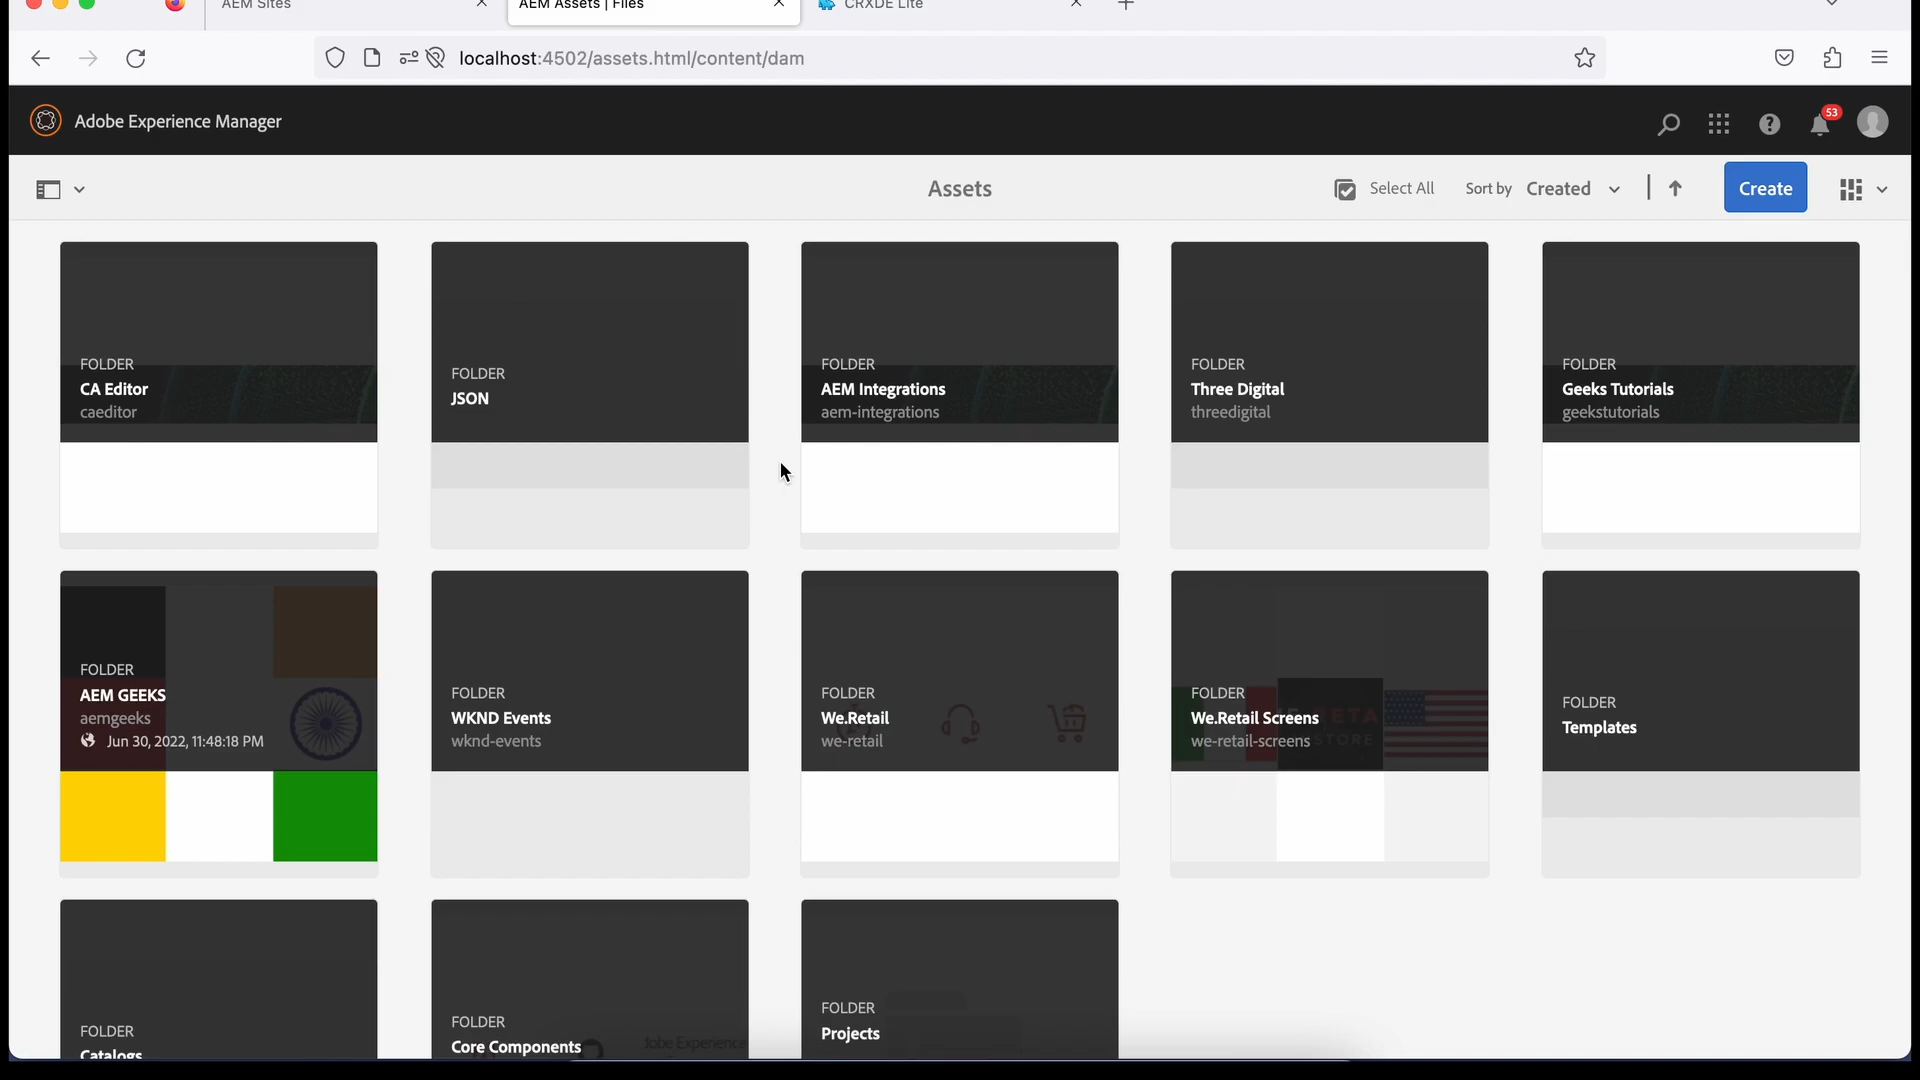 AEM Sites
AEM Assets | Files
CRXDE Lite
localhost:4502/assets.html/content/dam
Adobe Experience Manager
53
Assets
Select All
Sort by Created
Create
FOLDER
CA Editor
caeditor
FOLDER
JSON
FOLDER
AEM Integrations
aem-integrations
FOLDER
Three Digital
threedigital
FOLDER
Geeks Tutorials
geekstutorials
FOLDER
AEM GEEKS
aemgeeks
Jun 30, 2022, 11:48:18 PM
FOLDER
WKND Events
wknd-events
FOLDER
We.Retail
we-retail
FOLDER
We.Retail Screens
we-retail-screens
FOLDER
Templates
FOLDER
Catalogs
FOLDER
Core Components
FOLDER
Projects